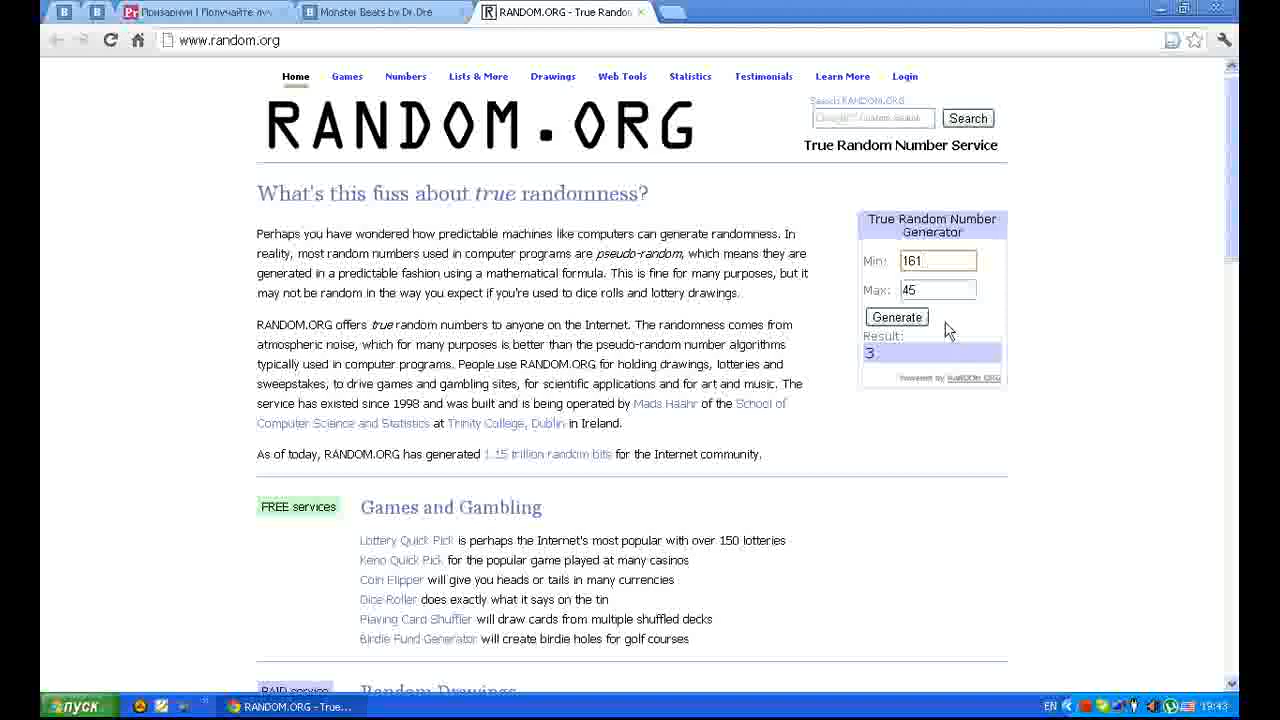 Призариум | Получайте луч
Monster Beats by Dr.Dre
RANDOM.ORG - True Rando
www.random.org
Home Games Numbers Lists & More Drawings Web Tools Statistics Testimonials Learn More Login
RANDOM.ORG
Search RANDOM.ORG
Search
True Random Number Service
What's this fuss about true randomness?
Perhaps you have wondered how predictable machines like computers can generate randomness. In
reality, most random numbers used in computer programs are pseudo-random, which means they are
generated in a predictable fashion using a mathematical formula. This is fine for many purposes, but it
may not be random in the way you expect if you're used to dice rolls and lottery drawings.
RANDOM.ORG offers true random numbers to anyone on the Internet. The randomness comes from
atmospheric noise, which for many purposes is better than the pseudo-random number algorithms
typically used in computer programs. People use RANDOM.ORG for holding drawings, lotteries and
sweepstakes, to drive games and gambling sites, for scientific applications and for art and music. The
service has existed since 1998 and was built and is being operated by Mads Haahr of the School of
Computer Science and Statistics at Trinity College, Dublin in Ireland.
As of today, RANDOM.ORG has generated 1.15 trillion random bits for the Internet community.
True Random Number
Generator
Min: 161
Max: 45
Generate
Result:
3
Powered by RANDOM.ORG
FREE services
Games and Gambling
Lottery Quick Pick is perhaps the Internet's most popular with over 150 lotteries
Keno Quick Pick for the popular game played at many casinos
Coin Flipper will give you heads or tails in many currencies
Dice Roller does exactly what it says on the tin
Playing Card Shuffler will draw cards from multiple shuffled decks
Birdie Fund Generator will create birdie holes for golf courses
PAID service
Random Drawings
пуск
RANDOM.ORG - True...
EN
19:43